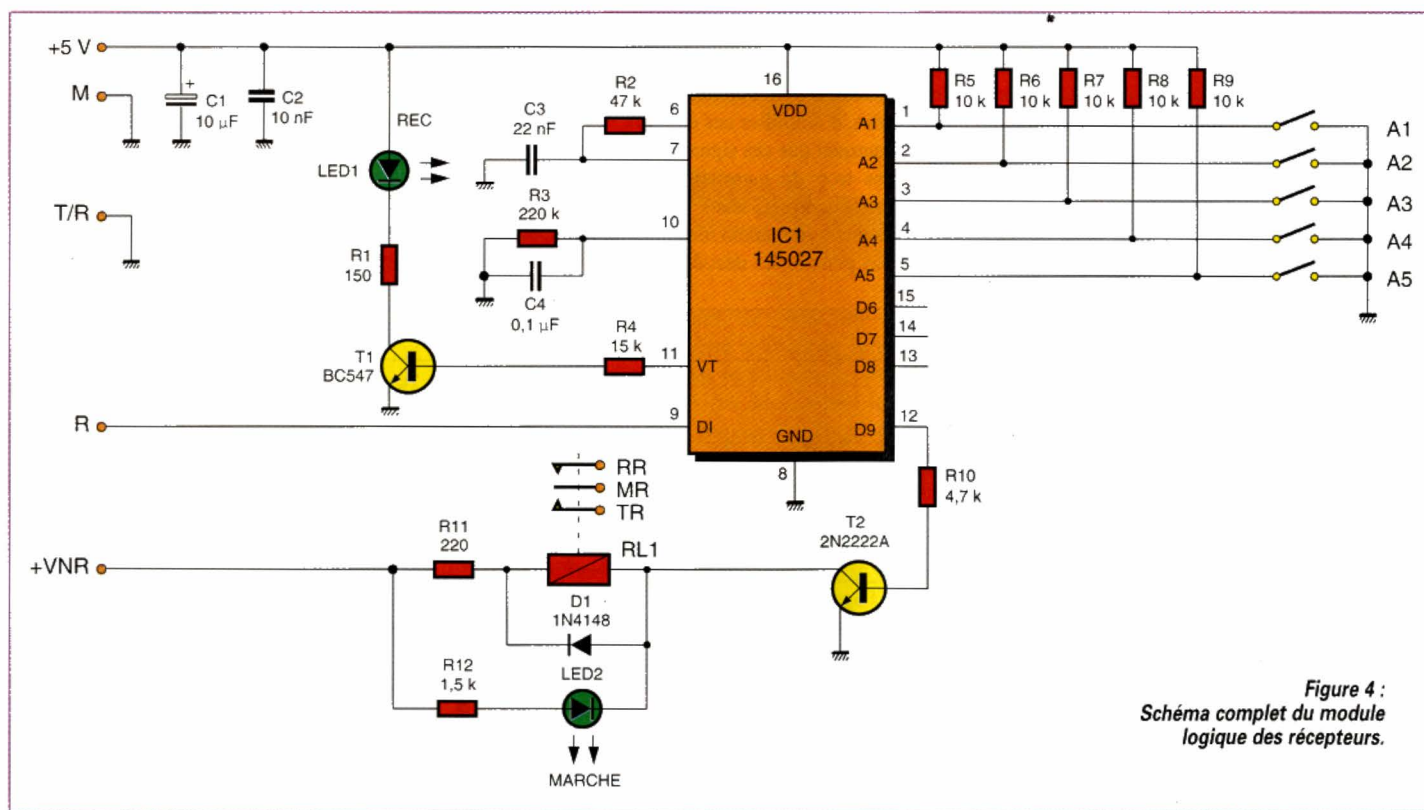 +5 V
M
T/R
R
+VNR
+
C1
10 µF
C2
10 nF
REC
LED1
R1
150
T1
BC547
C3
22 nF
R2
47 k
R3
220 k
C4
0,1 µF
R4
15 k
6
7
10
11
9
16
VDD
IC1
145027
VT
DI
GND
8
A1
A2
A3
A4
A5
D6
D7
D8
D9
1
2
3
4
5
15
14
13
12
R5
10 k
R6
10 k
R7
10 k
R8
10 k
R9
10 k
A1
A2
A3
A4
A5
R10
4,7 k
T2
2N2222A
RR
MR
TR
R11
220
RL1
D1
1N4148
R12
1,5 k
LED2
MARCHE
Figure 4 :
Schéma complet du module
logique des récepteurs.